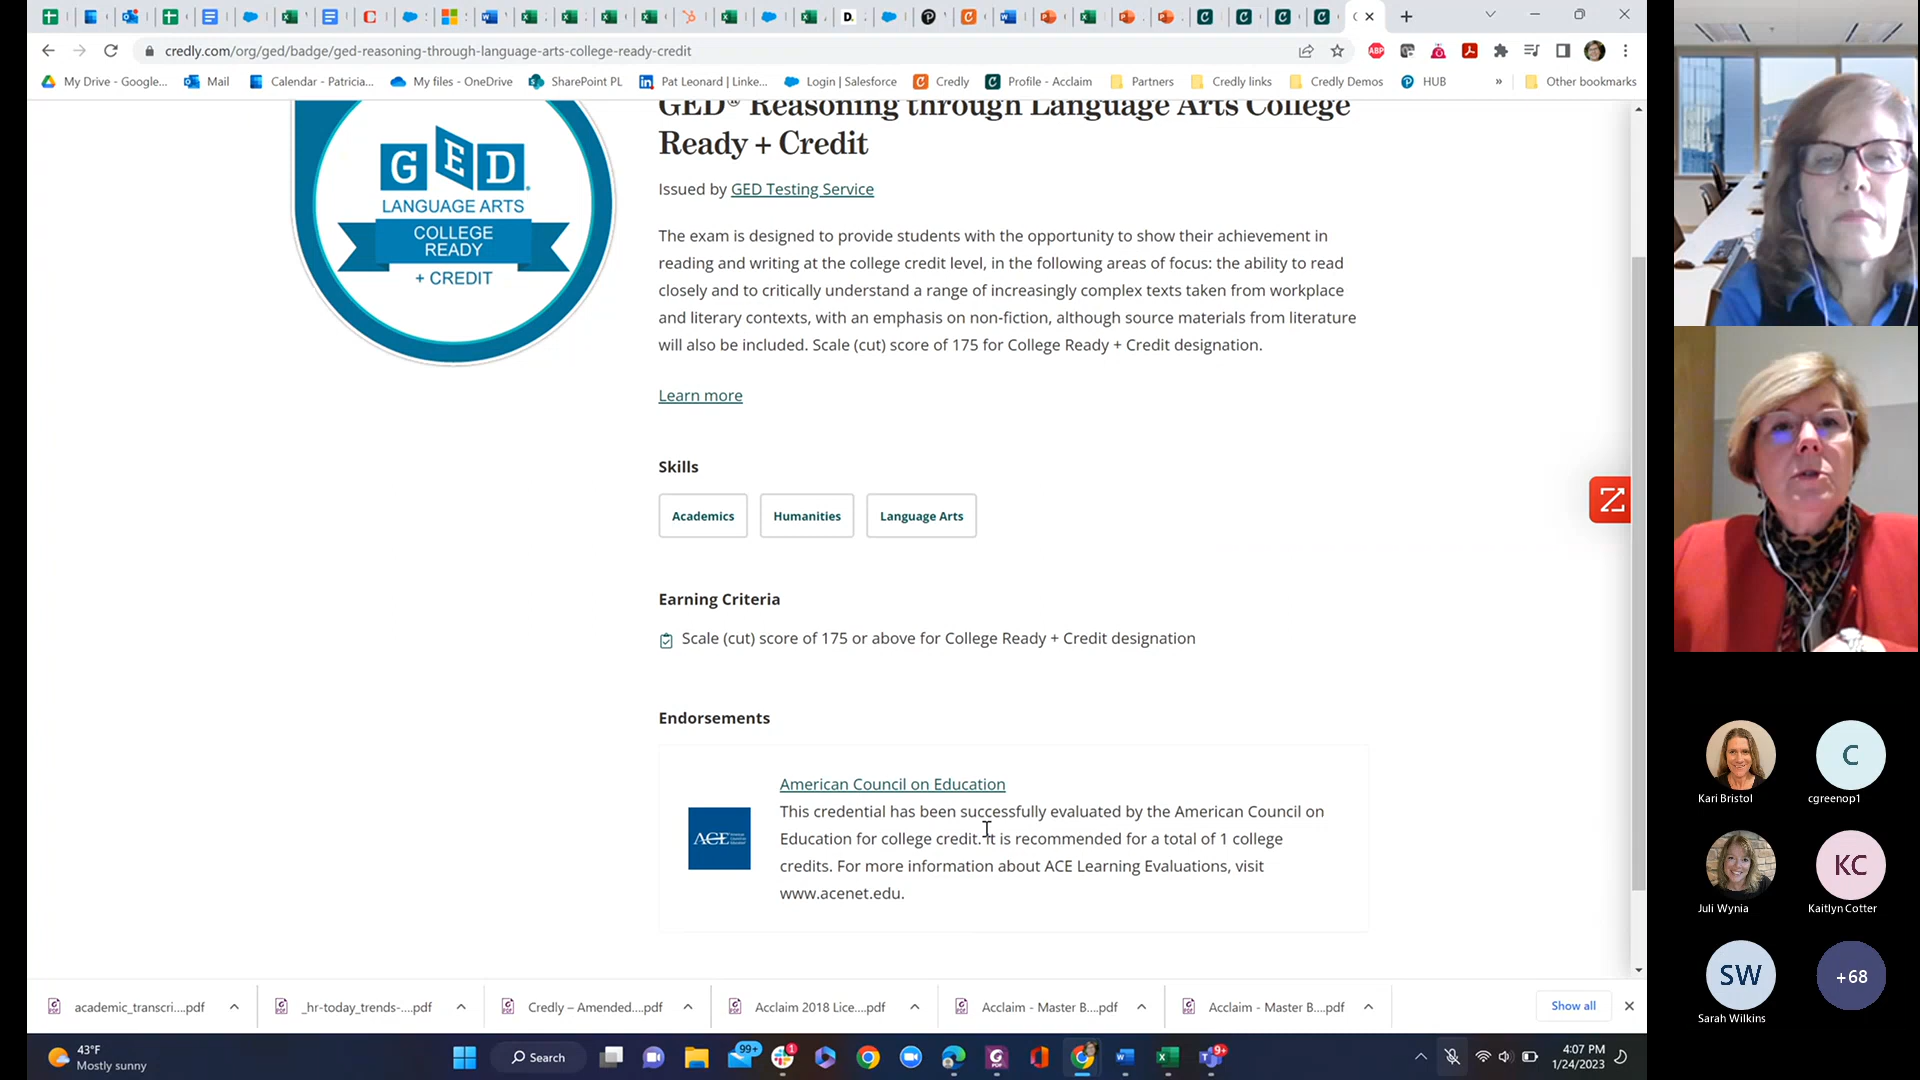 credly.com/org/ged/badge/ged-reasoning-through-language-arts-college-ready-credit
ABP
My Drive - Google...
Mail
Calendar - Patricia...
My files - OneDrive
SharePoint PL
Pat Leonard | Linke...
Login | Salesforce
Credly
Profile - Acclaim
Partners
Credly links
Credly Demos
HUB
»
Other bookmarks
GED® Reasoning through Language Arts College
Ready + Credit
GED®
LANGUAGE ARTS
COLLEGE
READY
+ CREDIT
Issued by GED Testing Service
The exam is designed to provide students with the opportunity to show their achievement in
reading and writing at the college credit level, in the following areas of focus: the ability to read
closely and to critically understand a range of increasingly complex texts taken from workplace
and literary contexts, with an emphasis on non-fiction, although source materials from literature
will also be included. Scale (cut) score of 175 for College Ready + Credit designation.
Learn more
Skills
Academics
Humanities
Language Arts
Earning Criteria
Scale (cut) score of 175 or above for College Ready + Credit designation
Endorsements
ACE
American Council on Education
This credential has been successfully evaluated by the American Council on
Education for college credit. It is recommended for a total of 1 college
credits. For more information about ACE Learning Evaluations, visit
www.acenet.edu.
Kari Bristol
C
cgreenop1
Juli Wynia
KC
Kaitlyn Cotter
SW
Sarah Wilkins
+68
academic_transcri....pdf
_hr-today_trends-....pdf
Credly – Amended....pdf
Acclaim 2018 Lice....pdf
Acclaim - Master B....pdf
Acclaim - Master B....pdf
Show all
43°F
Mostly sunny
Search
99+
1
9+
4:07 PM
1/24/2023